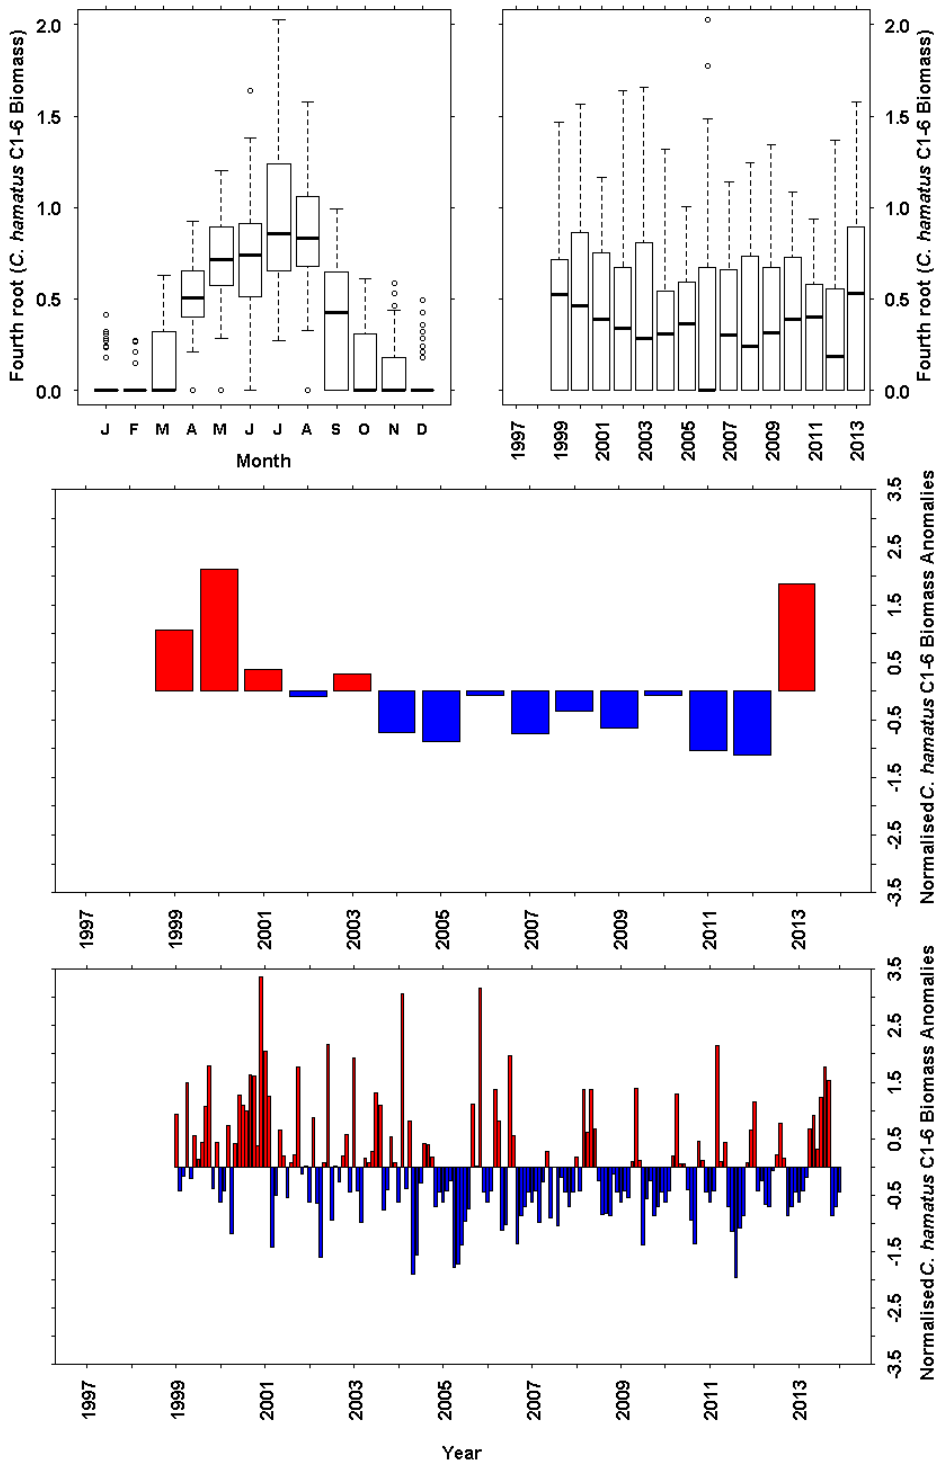 Fourth root (C. hamatus C1-6 Biomass)
2.0
1.5
1.0
0.5
0.0
J F M A M J J A S O N D
Month
2.0
1.5
1.0
0.5
0.0
Fourth root (C. hamatus C1-6 Biomass)
1997 1999 2001 2003 2005 2007 2009 2011 2013
3.5
2.5
1.5
0.5
-0.5
-1.5
-2.5
-3.5
Normalised C. hamatus C1-6 Biomass Anomalies
1997 1999 2001 2003 2005 2007 2009 2011 2013
3.5
2.5
1.5
0.5
-0.5
-1.5
-2.5
-3.5
Normalised C. hamatus C1-6 Biomass Anomalies
1997 1999 2001 2003 2005 2007 2009 2011 2013
Year